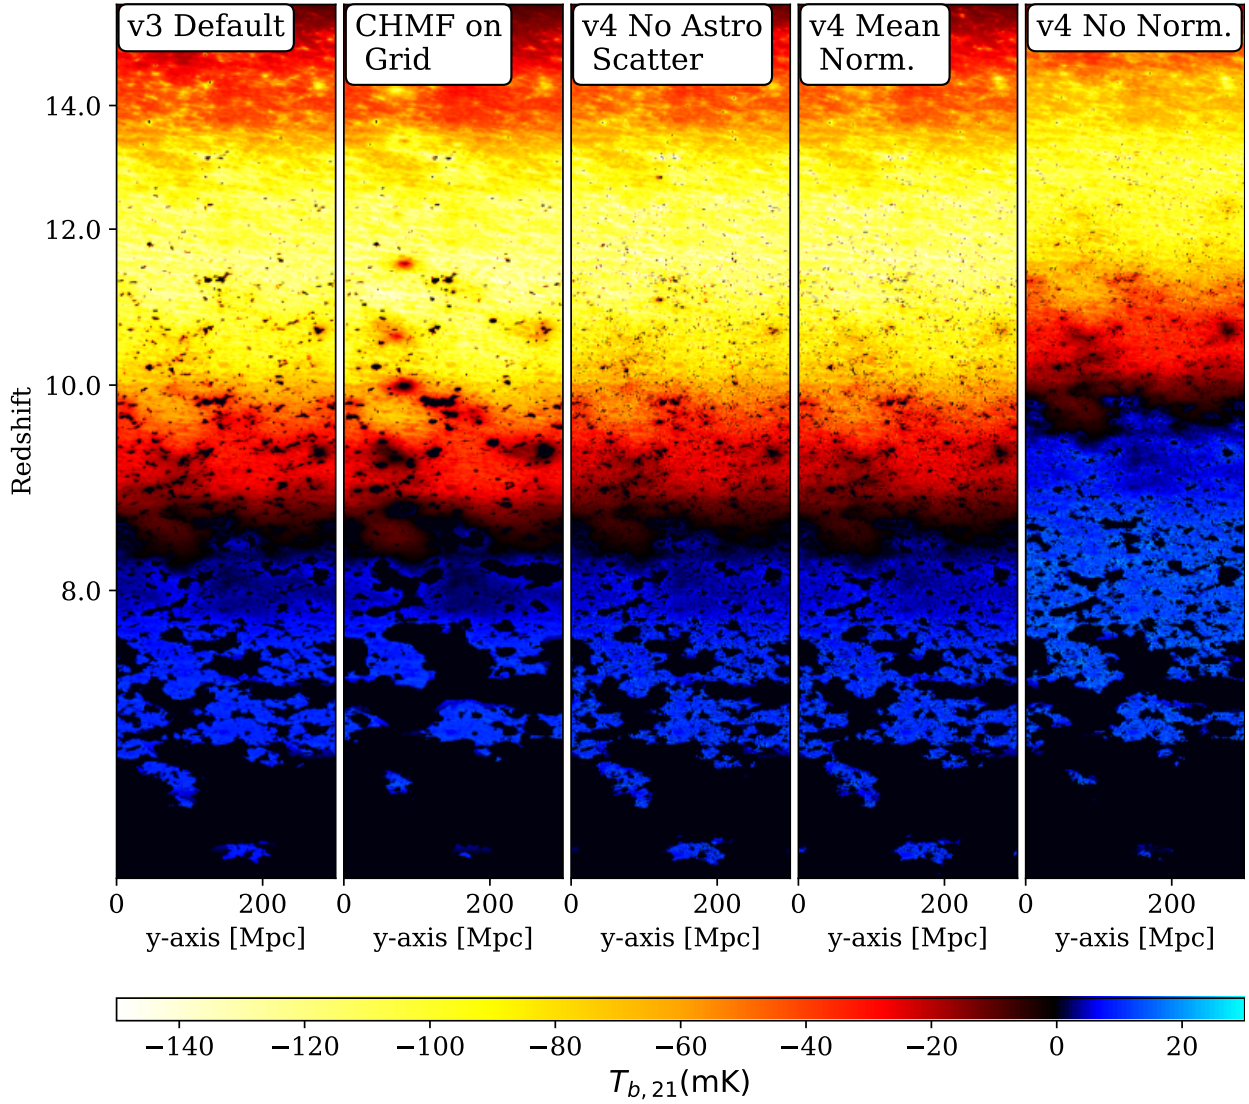 v3 Default
CHMF on
Grid
v4 No Astro
Scatter
v4 Mean
Norm.
v4 No Norm.
14.0
12.0
10.0
8.0
Redshift
0 200
0 200
0 200
0 200
0 200
y-axis [Mpc]
y-axis [Mpc]
y-axis [Mpc]
y-axis [Mpc]
y-axis [Mpc]
−140 −120 −100 −80 −60 −40 −20 0 20
T_{b, 21}(mK)